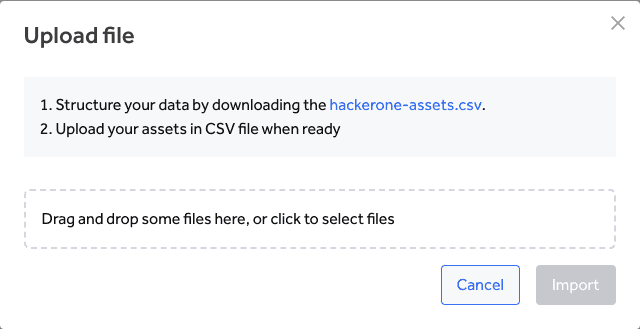 Upload file
1. Structure your data by downloading the hackerone-assets.csv.
2. Upload your assets in CSV file when ready
Drag and drop some files here, or click to select files
Cancel
Import